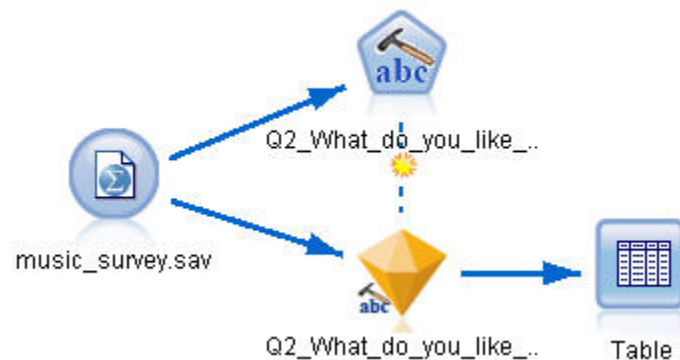 abc
Q2_What_do_you_like_..
music_survey.sav
abc
Q2_What_do_you_like_..
Table